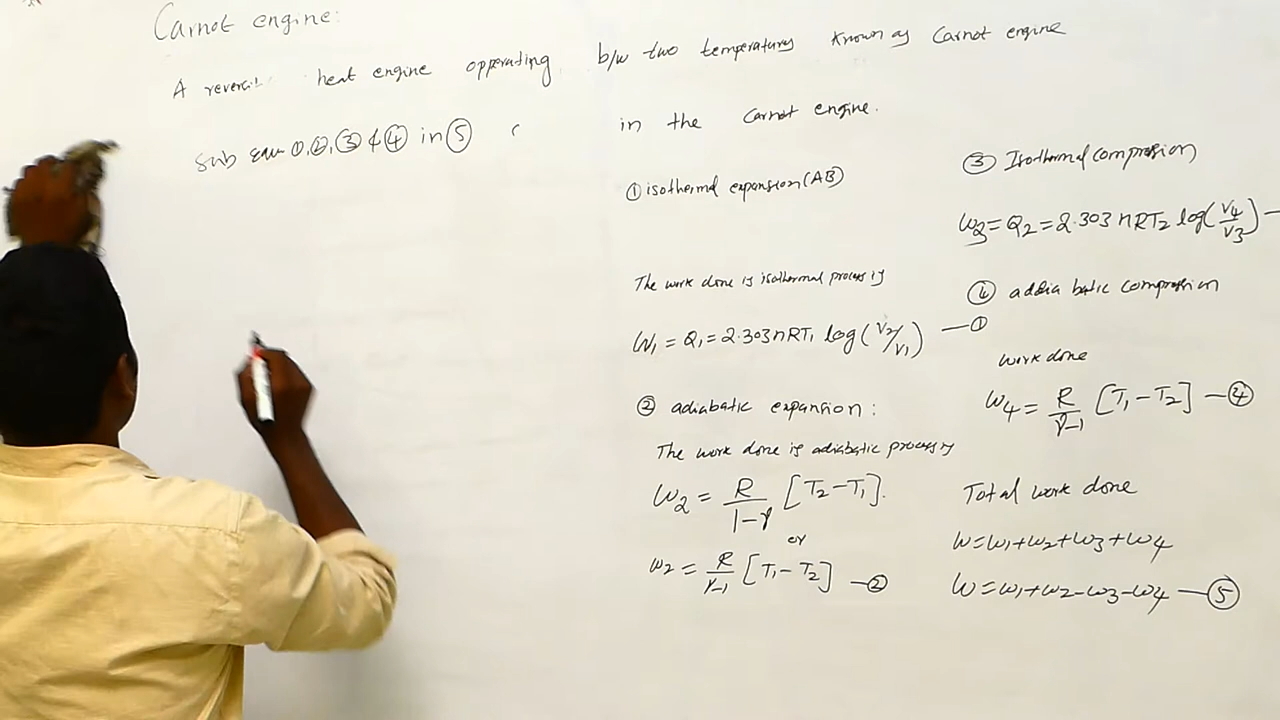 Carnot engine:
A heat engine opperating b/w two temperatures known as Carnot engine
Sub eqn ①,②,③ & ④ in ⑤
in the Carnot engine.
① isothermal expansion (AB)
The work done is isothermal process is
W₁ = Q₁ = 2.303 nRT₁ log(V₂/V₁) —①
② adiabatic expansion:
The work done is adiabatic process is
W₂ = R/(1-γ) [T₂-T₁].
or
W₂ = R/(γ-1) [T₁-T₂] —②
③ Isothermal compression
W₃ = Q₂ = 2.303 nRT₂ log(V₄/V₃) —
④ addiabatic compression
work done
W₄ = R/(γ-1) [T₁-T₂] —④
Total work done
W = W₁+W₂+W₃+W₄
W = W₁+W₂-W₃-W₄ —⑤